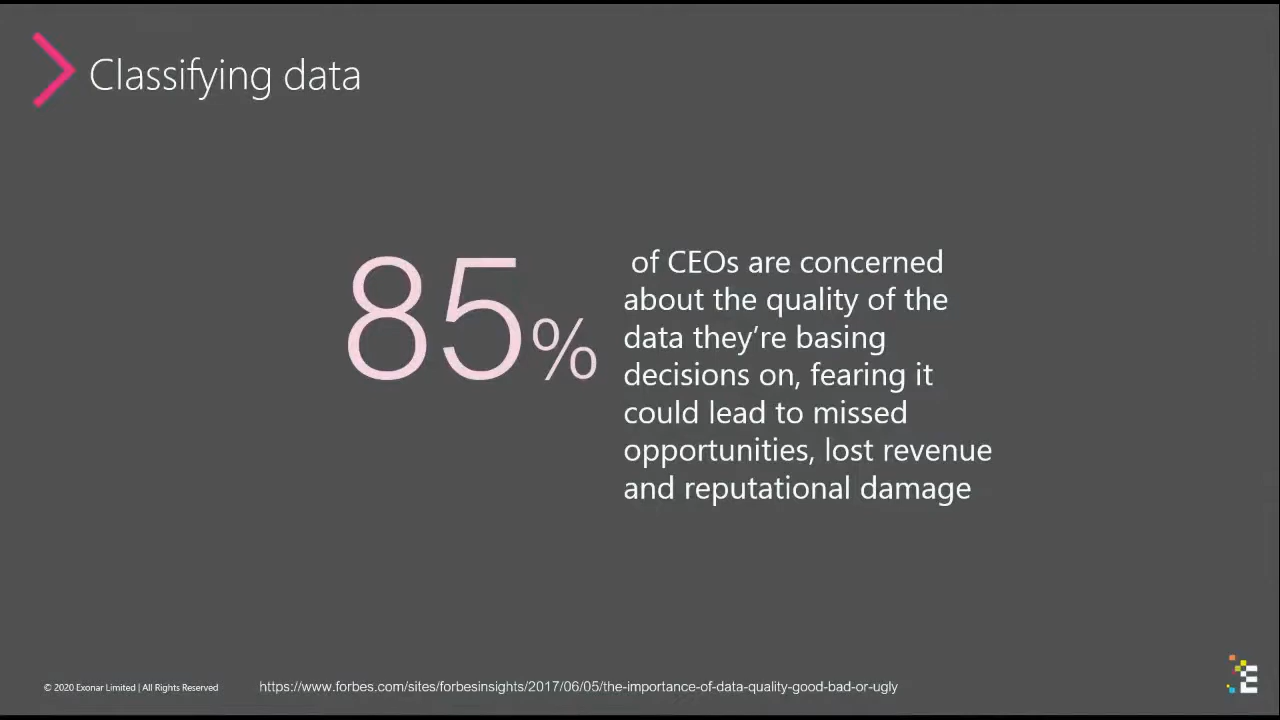 Classifying data
85%
of CEOs are concerned
about the quality of the
data they’re basing
decisions on, fearing it
could lead to missed
opportunities, lost revenue
and reputational damage
© 2020 Exonar Limited | All Rights Reserved
https://www.forbes.com/sites/forbesinsights/2017/06/05/the-importance-of-data-quality-good-bad-or-ugly
E